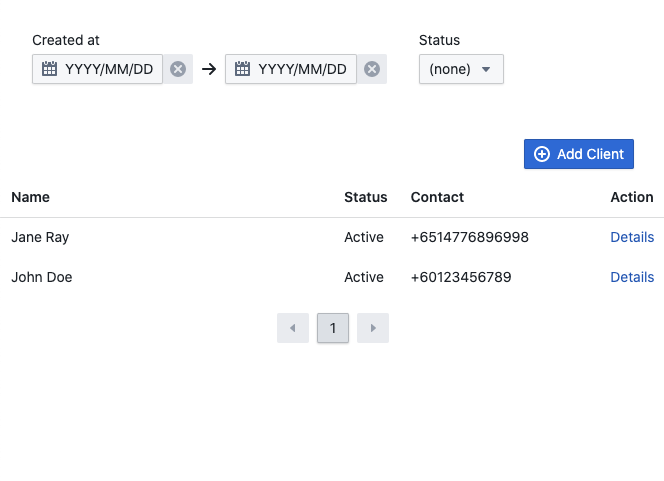 Created at
Status
YYYY/MM/DD
YYYY/MM/DD
(none)
Add Client
Name Status Contact Action
Jane Ray Active +6514776896998 Details
John Doe Active +60123456789 Details
1